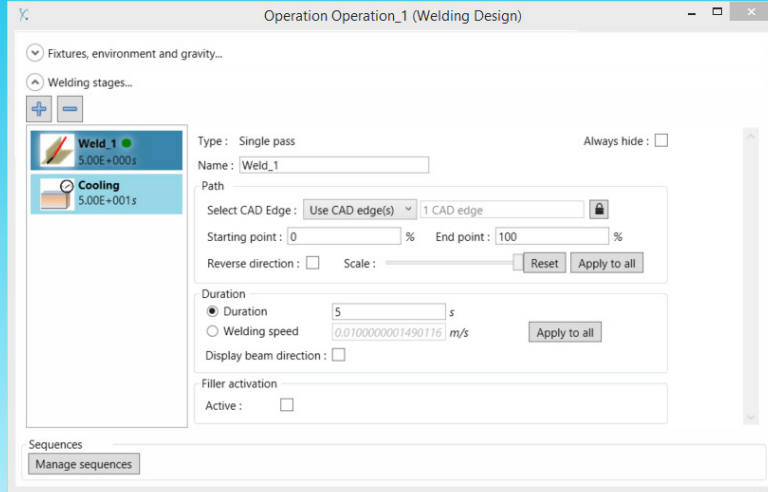 Operation Operation_1 (Welding Design)
Fixtures, environment and gravity...
Welding stages...
Weld_1
5.00E+000s
Cooling
5.00E+001s
Type : Single pass
Always hide :
Name : Weld_1
Path
Select CAD Edge : Use CAD edge(s) 1 CAD edge
Starting point : 0 % End point : 100 %
Reverse direction : Scale : Reset Apply to all
Duration
Duration 5 s
Welding speed 0.0100000001490116 m/s Apply to all
Display beam direction :
Filler activation
Active :
Sequences
Manage sequences